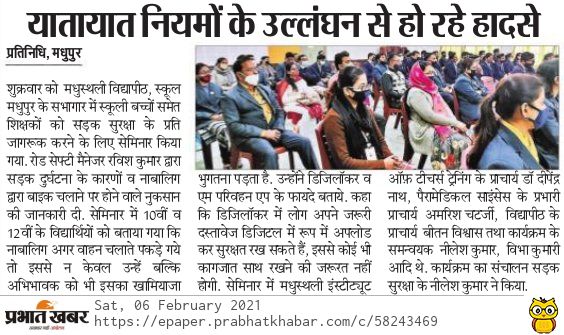 यातायात नियमों के उल्लंघन से हो रहे हादसे
प्रतिनिधि, मधुपुर
शुक्रवार को मधुस्थली विद्यापीठ, स्कूल
मधुपुर के सभागार में स्कूली बच्चों समेत
शिक्षकों को सड़क सुरक्षा के प्रति
जागरूक करने के लिए सेमिनार किया
गया. रोड सेफ्टी मैनेजर रविश कुमार द्वारा
सड़क दुर्घटना के कारणों व नाबालिग
द्वारा बाइक चलाने पर होने वाले नुकसान
की जानकारी दी. सेमिनार में 10वीं व
12वीं के विद्यार्थियों को बताया गया कि
नाबालिग अगर वाहन चलाते पकड़े गये
तो इससे न केवल उन्हें बल्कि
अभिभावक को भी इसका खामियाजा
भुगतना पड़ता है. उन्होंने डिजिलॉकर व
एम परिवहन एप के फायदे बताये. कहा
कि डिजिलॉकर में लोग अपने जरूरी
दस्तावेज डिजिटल में रूप में अपलोड
कर सुरक्षत रख सकते हैं, इससे कोई भी
कागजात साथ रखने की जरूरत नहीं
होगी. सेमिनार में मधुस्थली इंस्टीट्यूट
ऑफ़ टीचर्स ट्रेनिंग के प्राचार्य डॉ दीपेंद्र
नाथ, पैरामेडिकल साइंसेस के प्रभारी
प्राचार्य अमरिश चटर्जी, विद्यापीठ के
प्राचार्य बीतन विश्वास तथा कार्यक्रम के
समन्वयक नीलेश कुमार, विभा कुमारी
आदि थे. कार्यक्रम का संचालन सड़क
सुरक्षा के नीलेश कुमार ने किया.
प्रभात खबर
Sat, 06 February 2021
https://epaper.prabhatkhabar.com/c/58243469